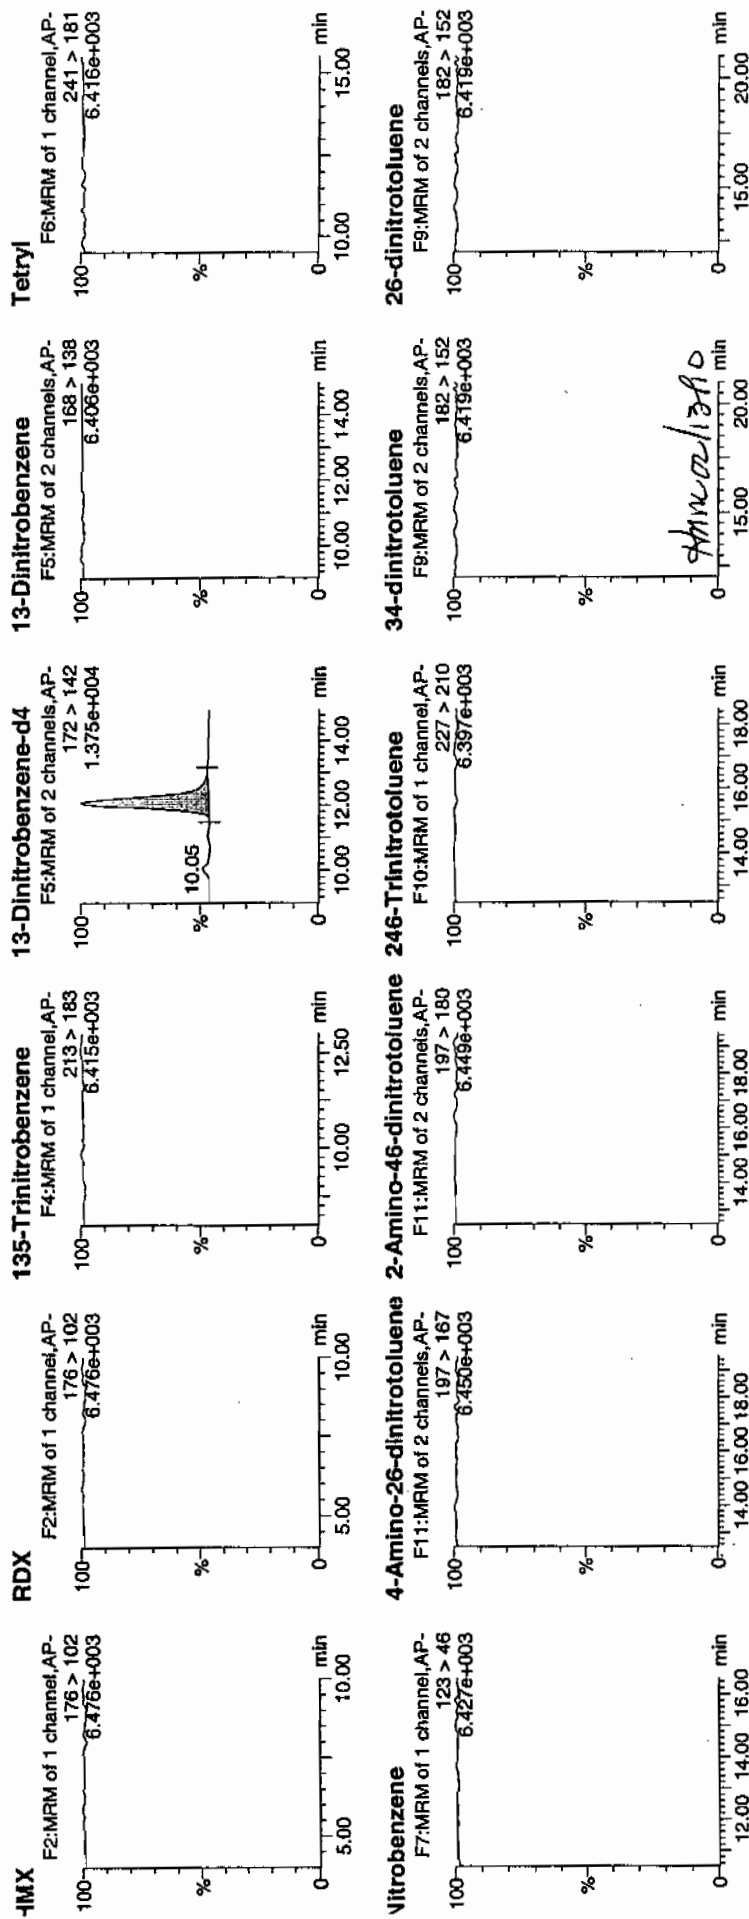 HMX
F2:MRM of 1 channel,AP-
176 > 102
6.476e+003
100
%
0
5.00
10.00
min
RDX
F2:MRM of 1 channel,AP-
176 > 102
6.476e+003
100
%
0
5.00
10.00
min
135-Trinitrobenzene
F4:MRM of 1 channel,AP-
213 > 183
6.415e+003
100
%
0
10.00
12.50
min
13-Dinitrobenzene-d4
F5:MRM of 2 channels,AP-
172 > 142
1.375e+004
100
10.05
%
0
10.00
12.00
14.00
min
13-Dinitrobenzene
F5:MRM of 2 channels,AP-
168 > 138
6.406e+003
100
%
0
10.00
12.00
14.00
min
Tetryl
F6:MRM of 1 channel,AP-
241 > 181
6.416e+003
100
%
0
10.00
15.00
min
Nitrobenzene
F7:MRM of 1 channel,AP-
123 > 46
6.427e+003
100
%
0
12.00
14.00
16.00
min
4-Amino-26-dinitrotoluene
F11:MRM of 2 channels,AP-
197 > 167
6.450e+003
100
%
0
14.00
16.00
18.00
min
2-Amino-46-dinitrotoluene
F11:MRM of 2 channels,AP-
197 > 180
6.449e+003
100
%
0
14.00
16.00
18.00
min
246-Trinitrotoluene
F10:MRM of 1 channel,AP-
227 > 210
6.397e+003
100
%
0
14.00
16.00
18.00
min
34-dinitrotoluene
F9:MRM of 2 channels,AP-
182 > 152
6.419e+003
100
%
0
15.00
20.00
min
26-dinitrotoluene
F9:MRM of 2 channels,AP-
182 > 152
6.419e+003
100
%
0
15.00
20.00
min